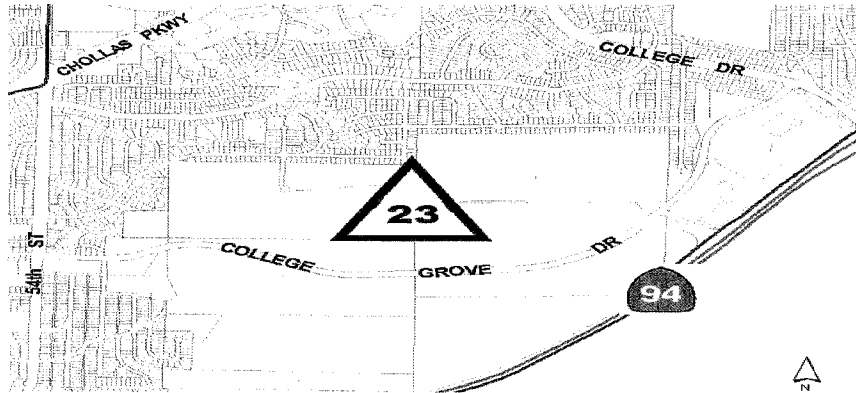 CHOLLAS PKWY
COLLEGE DR
23
54th ST
COLLEGE GROVE DR
94
N